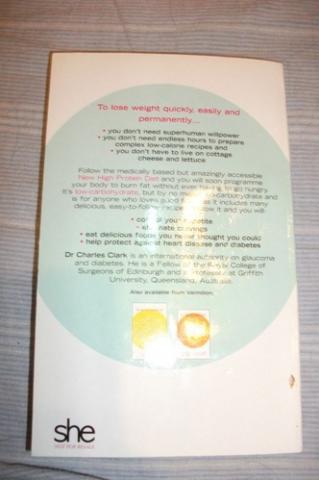 To lose weight quickly, easily and
permanently...
• you don't need superhuman willpower
• you don't need endless hours to prepare
complex low-calorie recipes and
• you don't have to live on cottage
cheese and lettuce
Follow the medically based but amazingly accessible
New High Protein Diet and you will soon programme
your body to burn fat without ever having to go hungry
It's low-carbohydrate, but by no means no-carbohydrate and
is for anyone who loves good food as it includes many
delicious, easy-to-follow recipes. Follow it and you will
• control your appetite
• eliminate cravings
• eat delicious foods you never thought you could
• help protect against heart disease and diabetes
Dr Charles Clark is an international authority on glaucoma
and diabetes. He is a Fellow of the Royal College of
Surgeons of Edinburgh and a Professor at Griffith
University, Queensland, Australia.
Also available from Vermilion:
she
NOT FOR RESALE